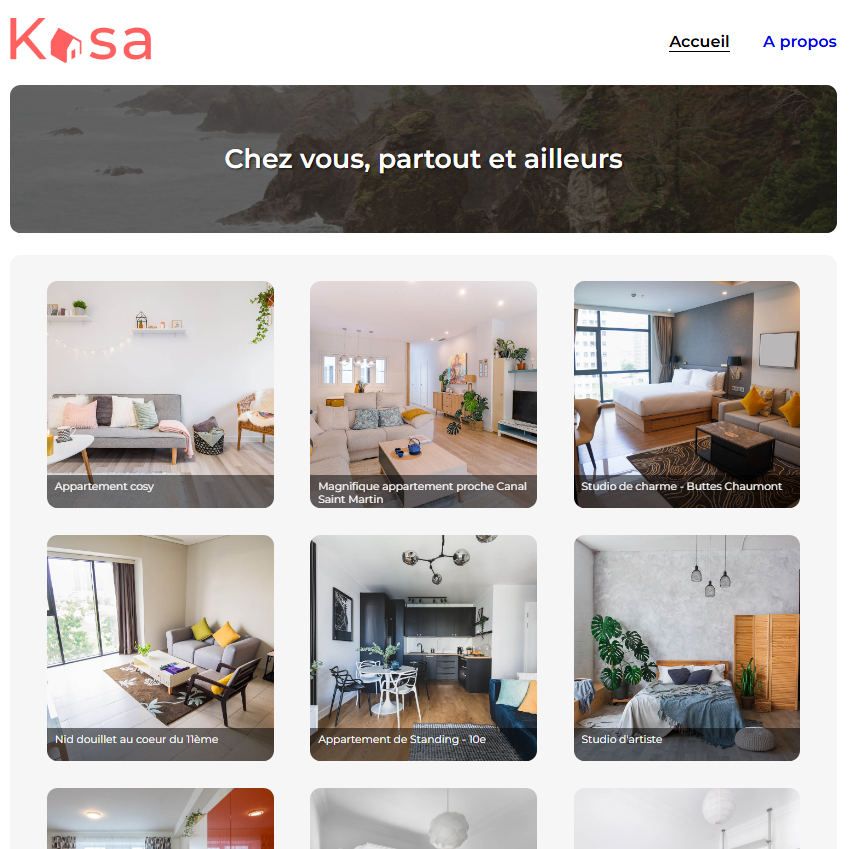 Kasa
Accueil
A propos
Chez vous, partout et ailleurs
Appartement cosy
Magnifique appartement proche Canal
Saint Martin
Studio de charme - Buttes Chaumont
Nid douillet au coeur du 11ème
Appartement de Standing - 10e
Studio d'artiste